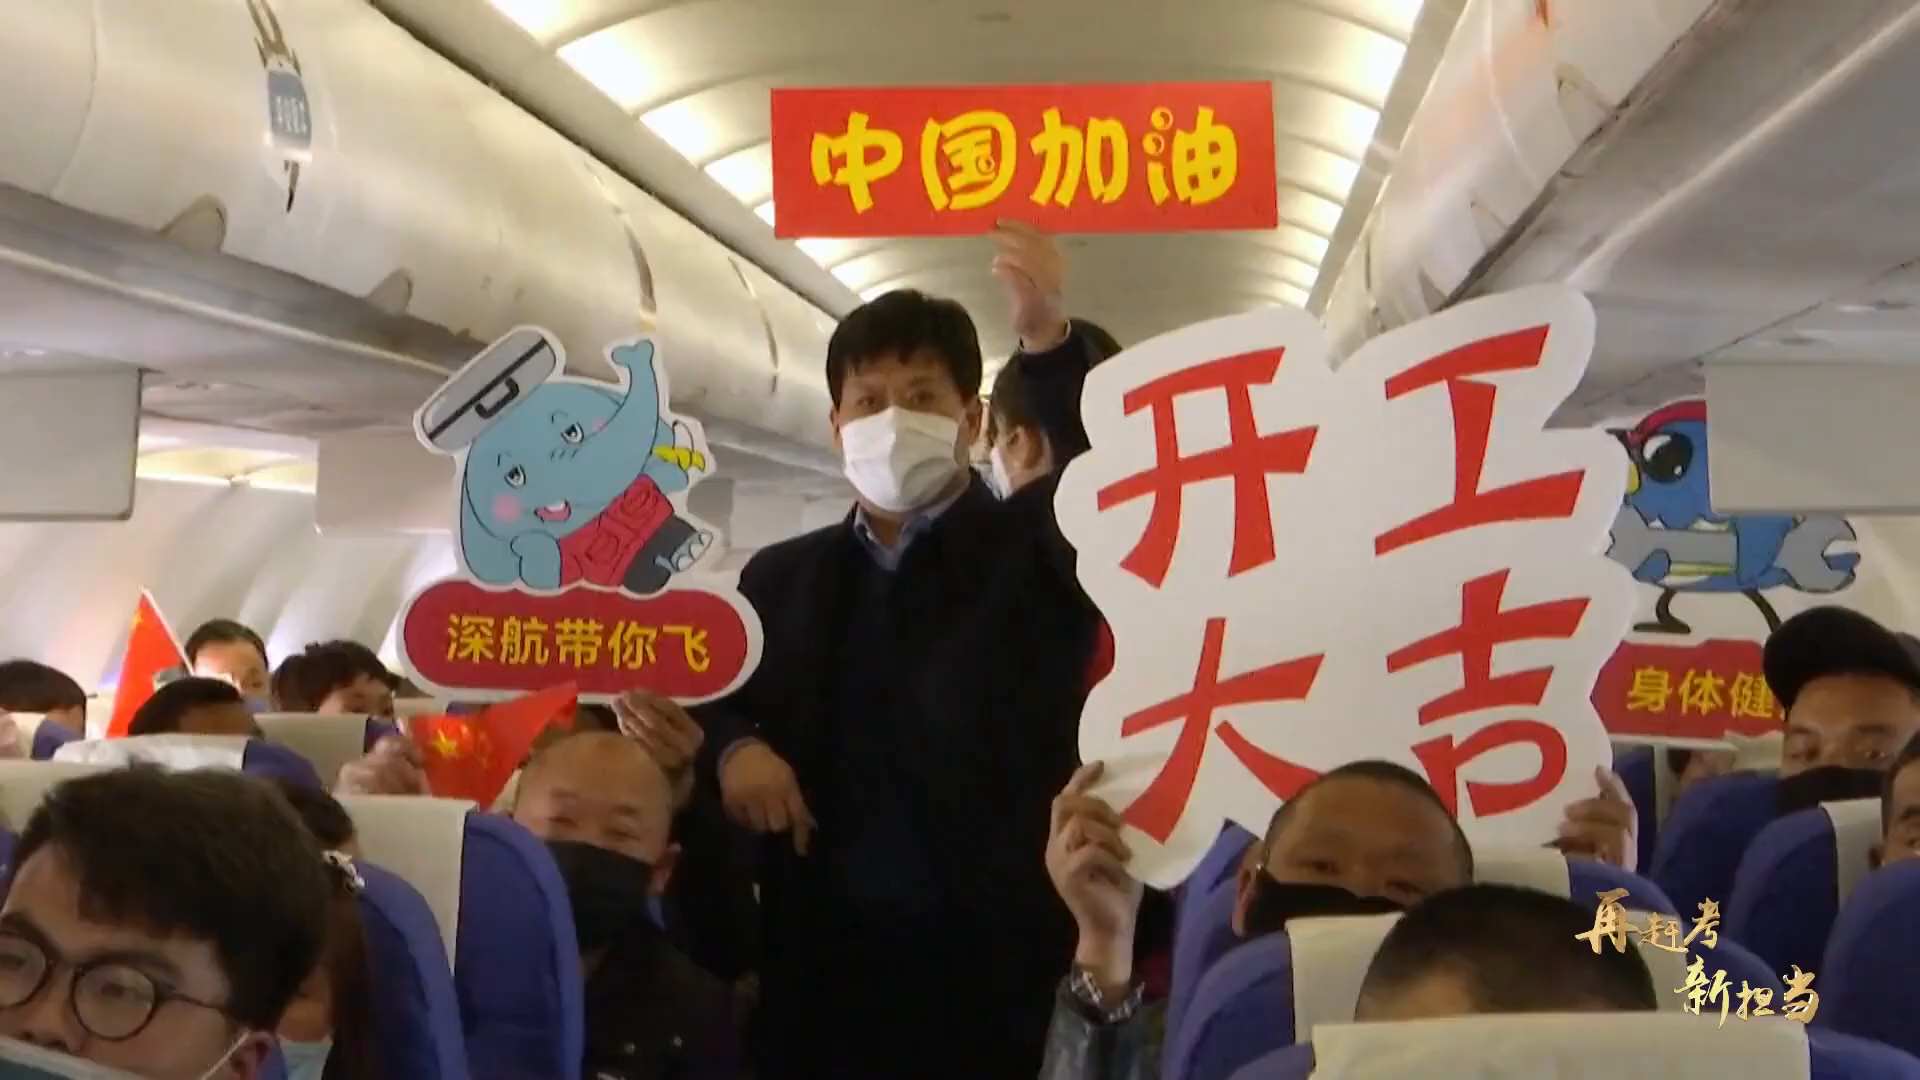 中国加油
开工
大吉
深航带你飞
身体健
再赶考
新担当